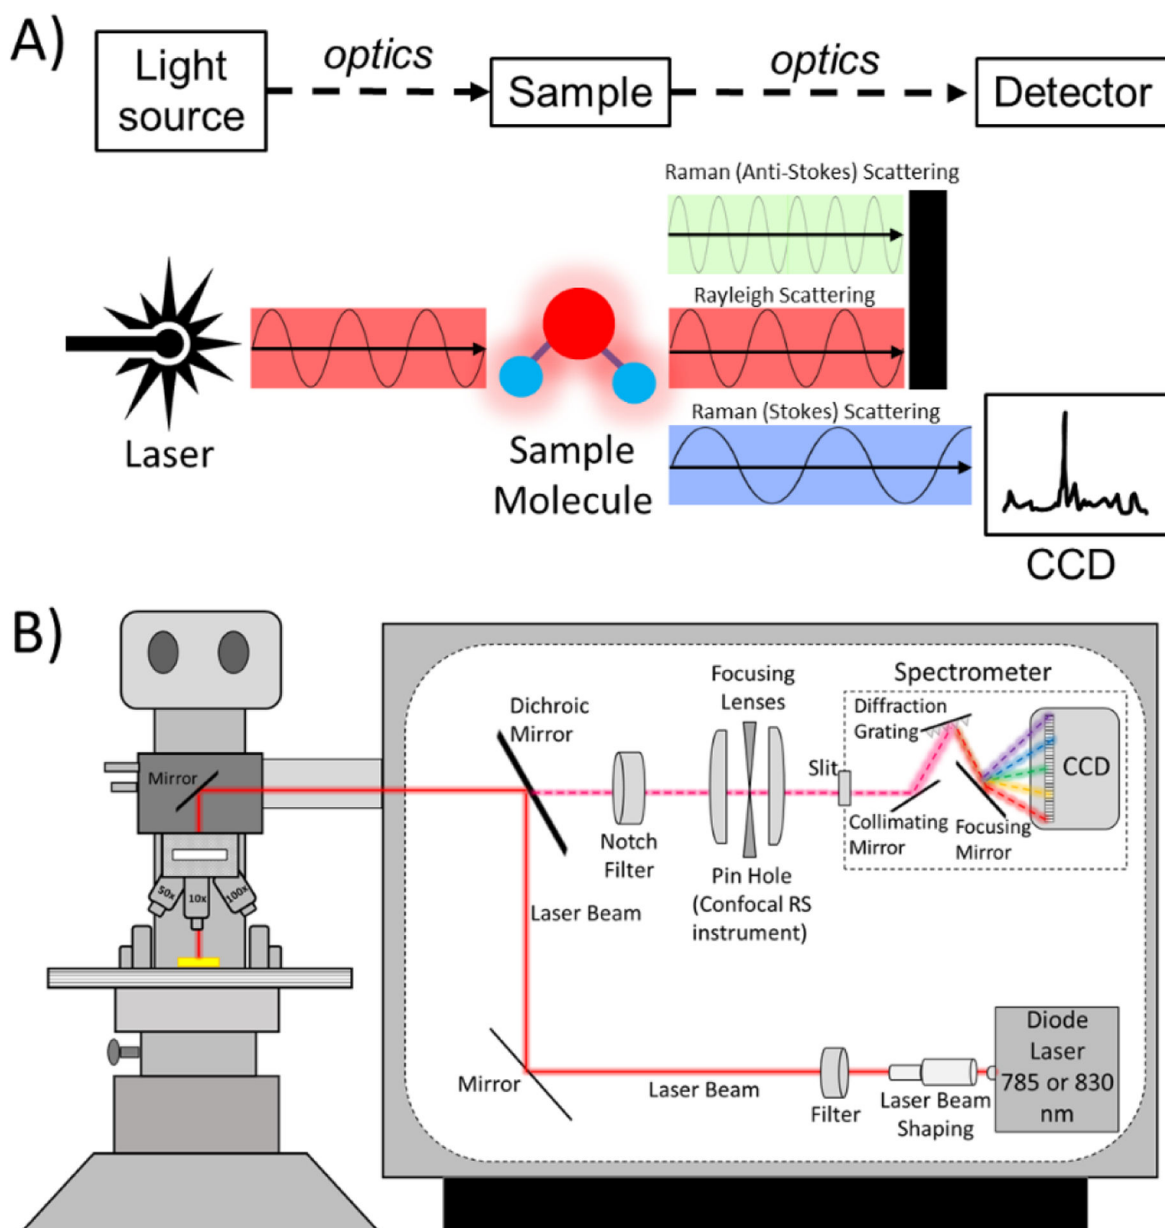 A)
Light
source
optics
Sample
optics
Detector
Raman (Anti-Stokes) Scattering
Rayleigh Scattering
Raman (Stokes) Scattering
Laser
Sample
Molecule
CCD
B)
Mirror
50x
10x
100x
Dichroic
Mirror
Notch
Filter
Focusing
Lenses
Pin Hole
(Confocal RS
instrument)
Slit
Spectrometer
Diffraction
Grating
Collimating
Mirror
Focusing
Mirror
CCD
Laser Beam
Mirror
Laser Beam
Filter
Laser Beam
Shaping
Diode
Laser
785 or 830
nm